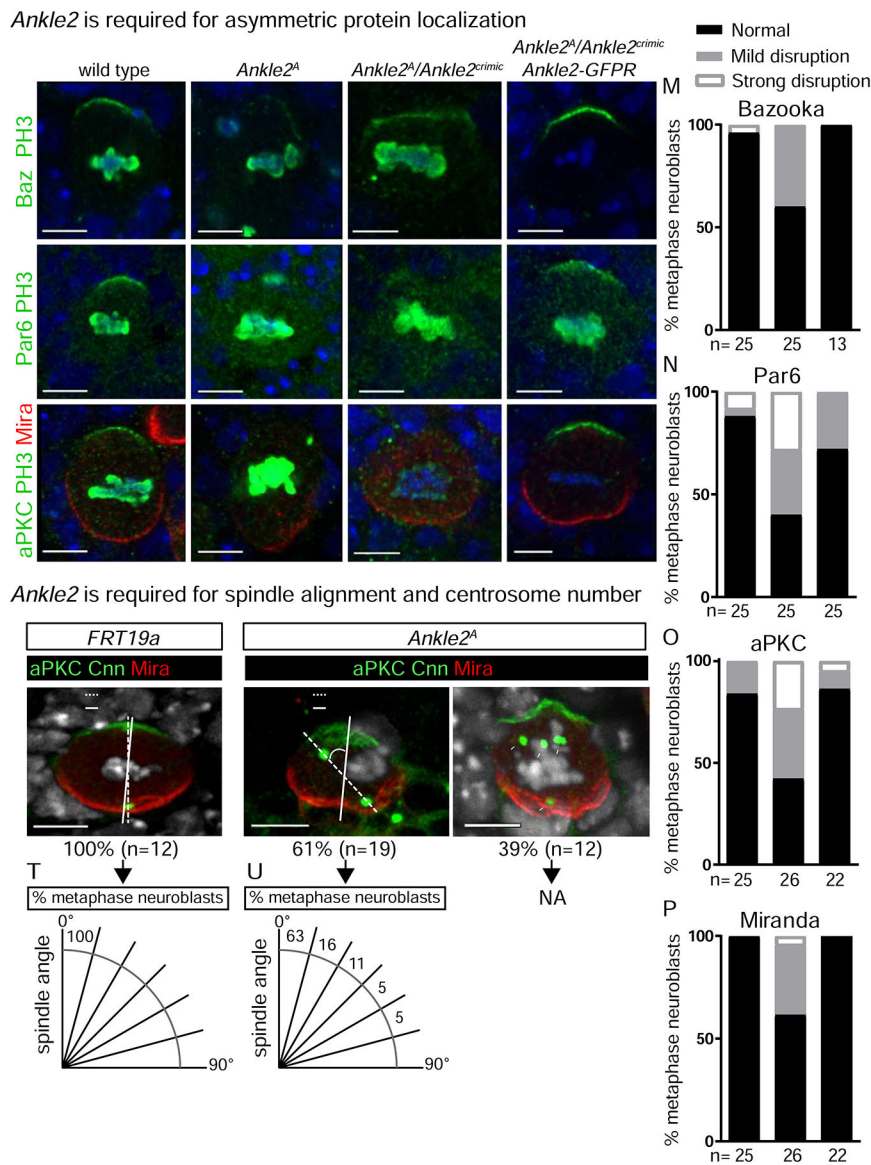 Ankle2 is required for asymmetric protein localization
wild type
Ankle2A
Ankle2A/Ankle2crimic
Ankle2A/Ankle2crimic
Ankle2-GFPR
Baz PH3
Par6 PH3
aPKC PH3 Mira
Normal
Mild disruption
Strong disruption
M
Bazooka
% metaphase neuroblasts
100
50
0
n= 25 25 13
N
Par6
% metaphase neuroblasts
100
50
0
n= 25 25 25
O
aPKC
% metaphase neuroblasts
100
50
0
n= 25 26 22
P
Miranda
% metaphase neuroblasts
100
50
0
n= 25 26 22
Ankle2 is required for spindle alignment and centrosome number
FRT19a
Ankle2A
aPKC Cnn Mira
aPKC Cnn Mira
100% (n=12)
61% (n=19)
39% (n=12)
T
% metaphase neuroblasts
0°
100
spindle angle
90°
U
% metaphase neuroblasts
0°
63
16
11
5
5
spindle angle
90°
NA